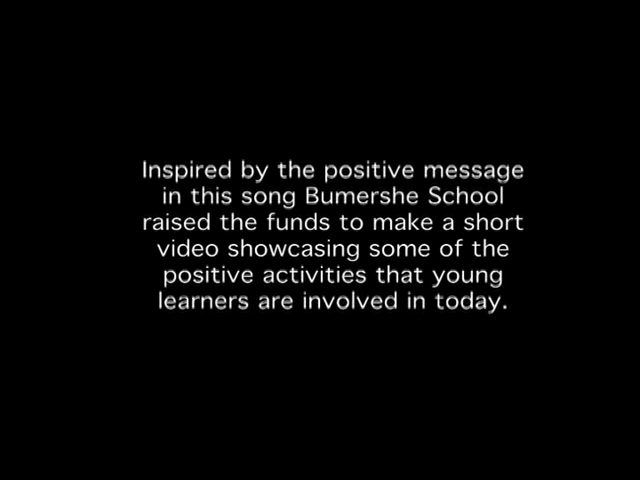 Inspired by the positive message
in this song Bumershe School
raised the funds to make a short
video showcasing some of the
positive activities that young
learners are involved in today.